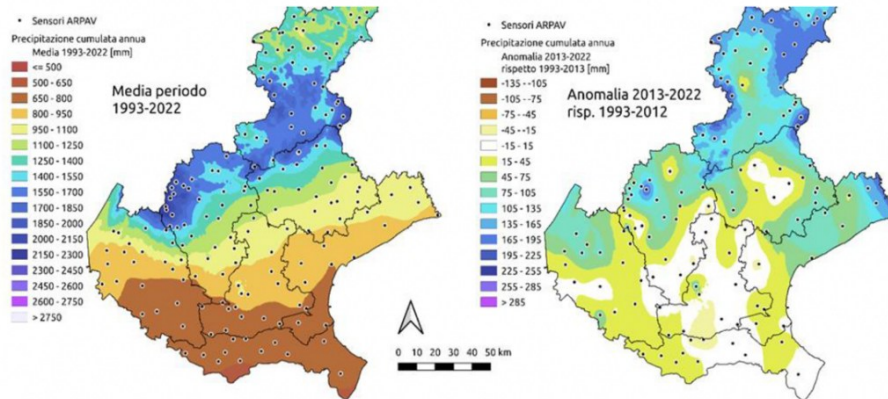 Sensori ARPAV
Precipitazione cumulata annua
Media 1993-2022 [mm]
<= 500
500 - 650
650 - 800
800 - 950
950 - 1100
1100 - 1250
1250 - 1400
1400 - 1550
1550 - 1700
1700 - 1850
1850 - 2000
2000 - 2150
2150 - 2300
2300 - 2450
2450 - 2600
2600 - 2750
> 2750
Media periodo
1993-2022
0 10 20 30 40 50 km
Sensori ARPAV
Precipitazione cumulata annua
Anomalia 2013-2022
rispetto 1993-2013 [mm]
-135 - -105
-105 - -75
-75 - -45
-45 - -15
-15 - 15
15 - 45
45 - 75
75 - 105
105 - 135
135 - 165
165 - 195
195 - 225
225 - 255
255 - 285
> 285
Anomalia 2013-2022
risp. 1993-2012